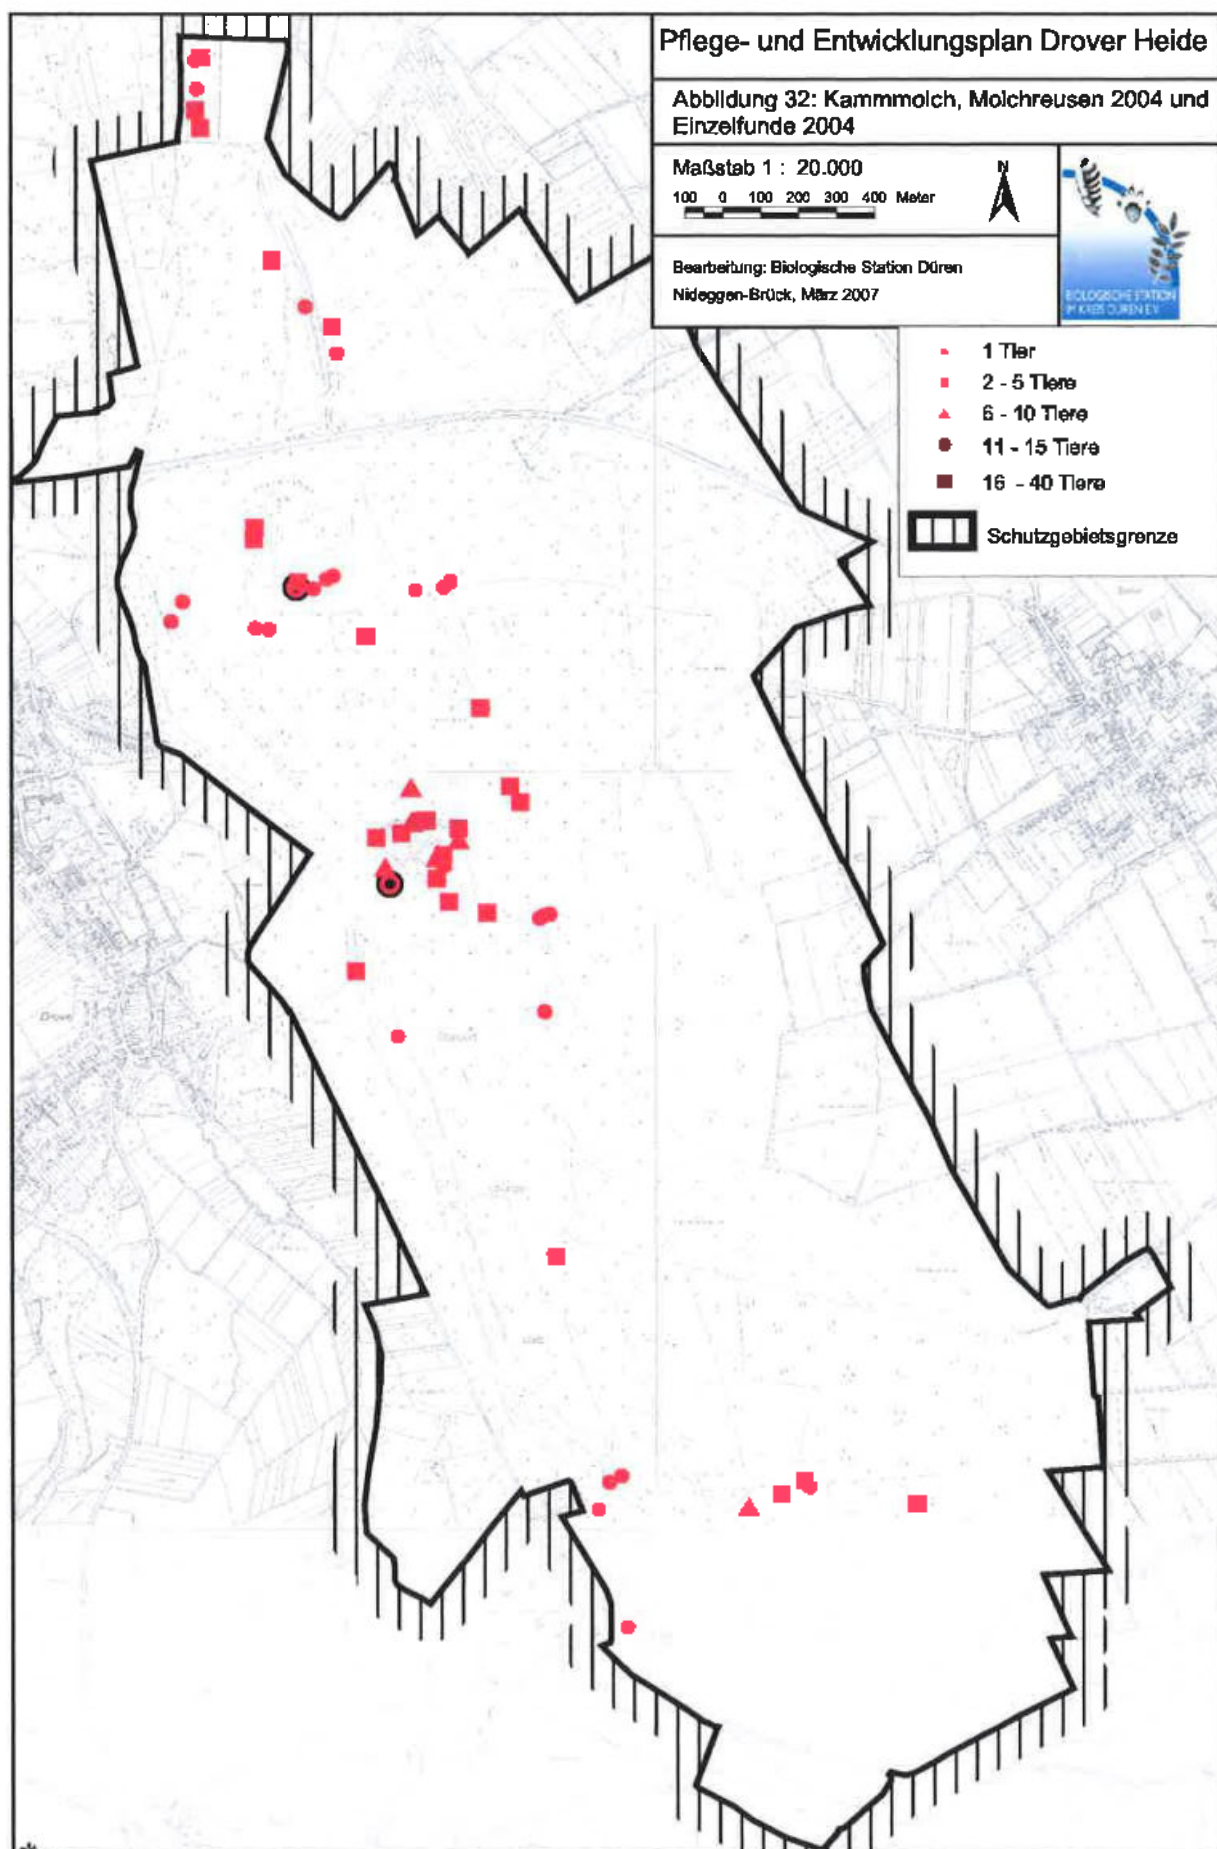 Pflege- und Entwicklungsplan Drover Heide
Abbildung 32: Kammmolch, Molchreusen 2004 und
Einzelfunde 2004
Maßstab 1 : 20.000
N
100 0 100 200 300 400 Meter
Bearbeitung: Biologische Station Düren
Nideggen-Brück, März 2007
BIOLOGISCHE STATION
IM KREIS DÜREN E.V.
1 Tier
2 - 5 Tiere
6 - 10 Tiere
11 - 15 Tiere
16 - 40 Tiere
Schutzgebietsgrenze
Drove